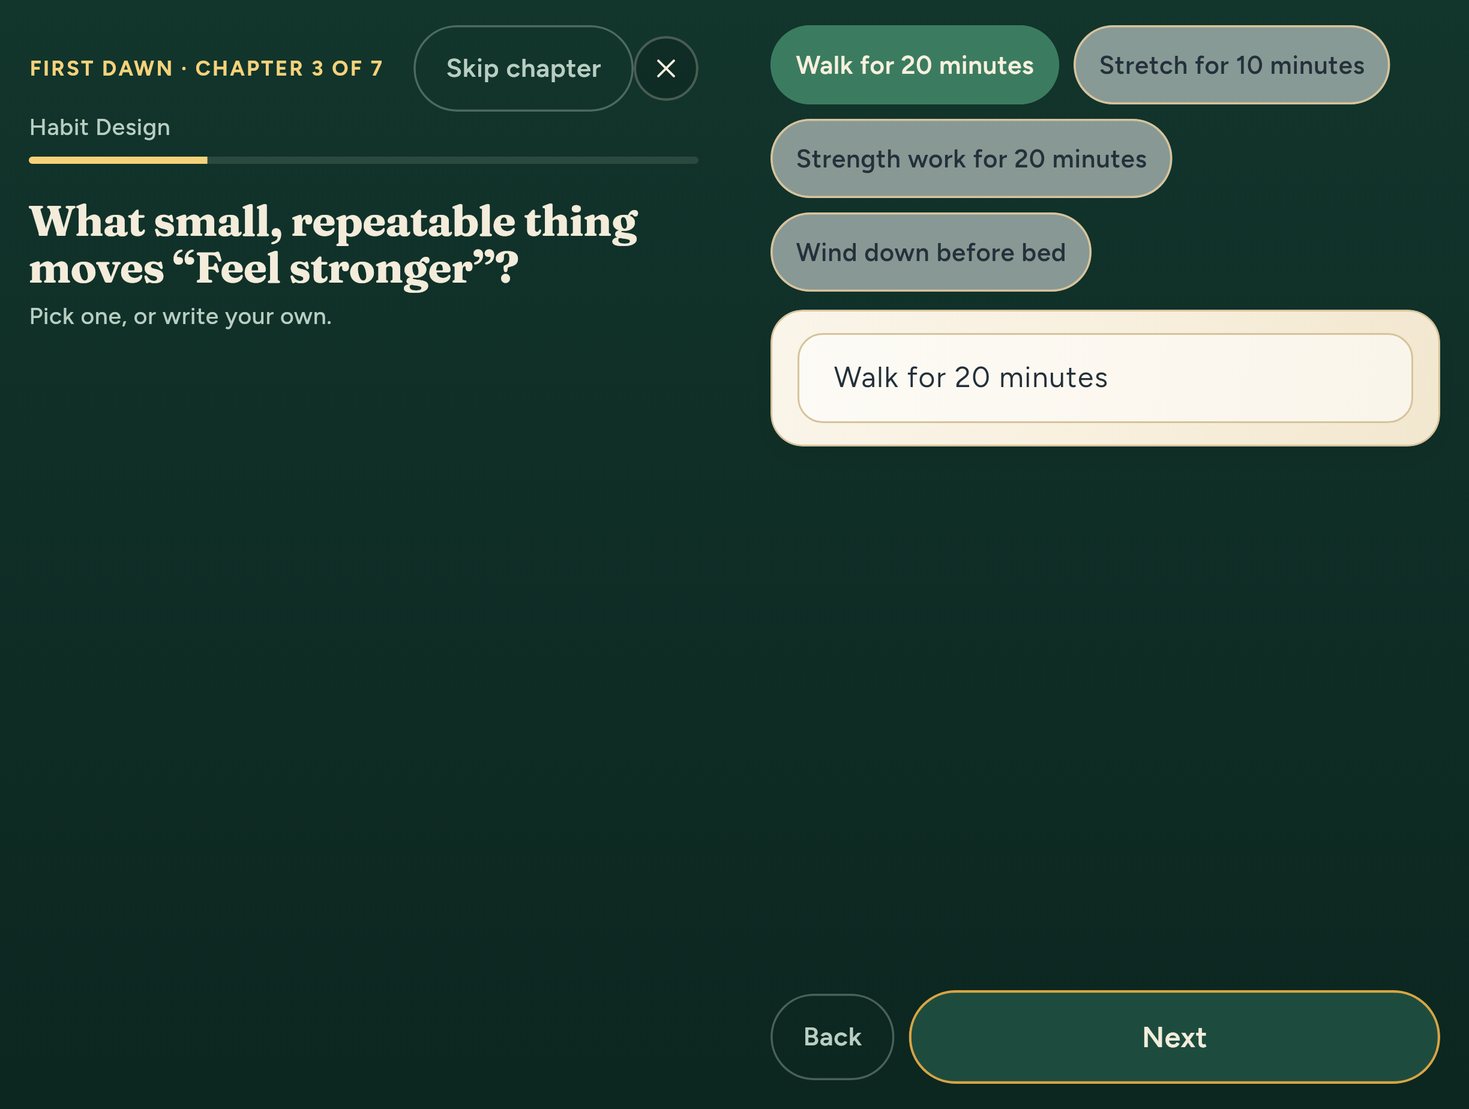 FIRST DAWN · CHAPTER 3 OF 7
Skip chapter
Habit Design
What small, repeatable thing
moves “Feel stronger”?
Pick one, or write your own.
Walk for 20 minutes
Stretch for 10 minutes
Strength work for 20 minutes
Wind down before bed
Walk for 20 minutes
Back
Next